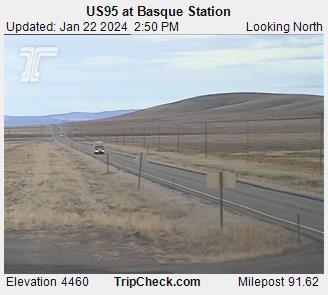 US95 at Basque Station
Updated: Jan 22 2024 2:50 PM Looking North
Elevation 4460 TripCheck.com Milepost 91.62